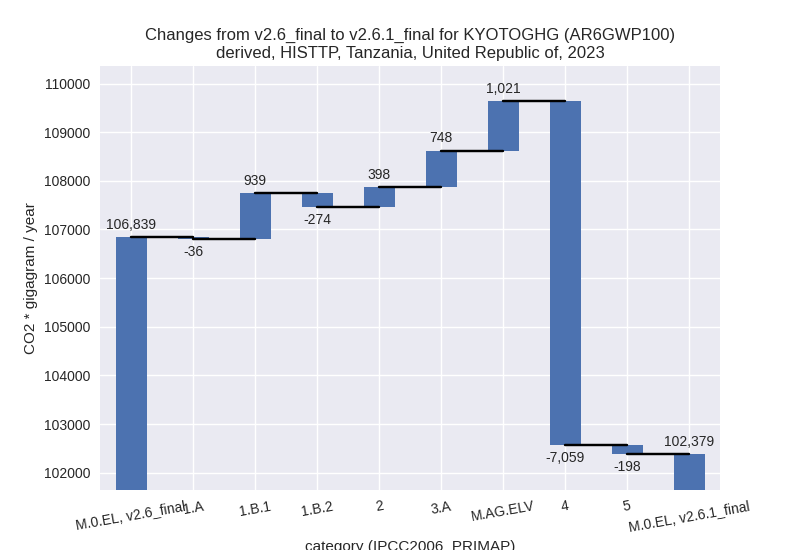 Changes from v2.6_final to v2.6.1_final for KYOTOGHG (AR6GWP100)
derived, HISTTP, Tanzania, United Republic of, 2023
CO2 * gigagram / year
110000
109000
108000
107000
106000
105000
104000
103000
102000
106,839
-36
939
-274
398
748
1,021
-7,059
-198
102,379
M.0.EL, v2.6_final
1.A
1.B.1
1.B.2
2
3.A
M.AG.ELV
4
5
M.0.EL, v2.6.1_final
category (IPCC2006_PRIMAP)